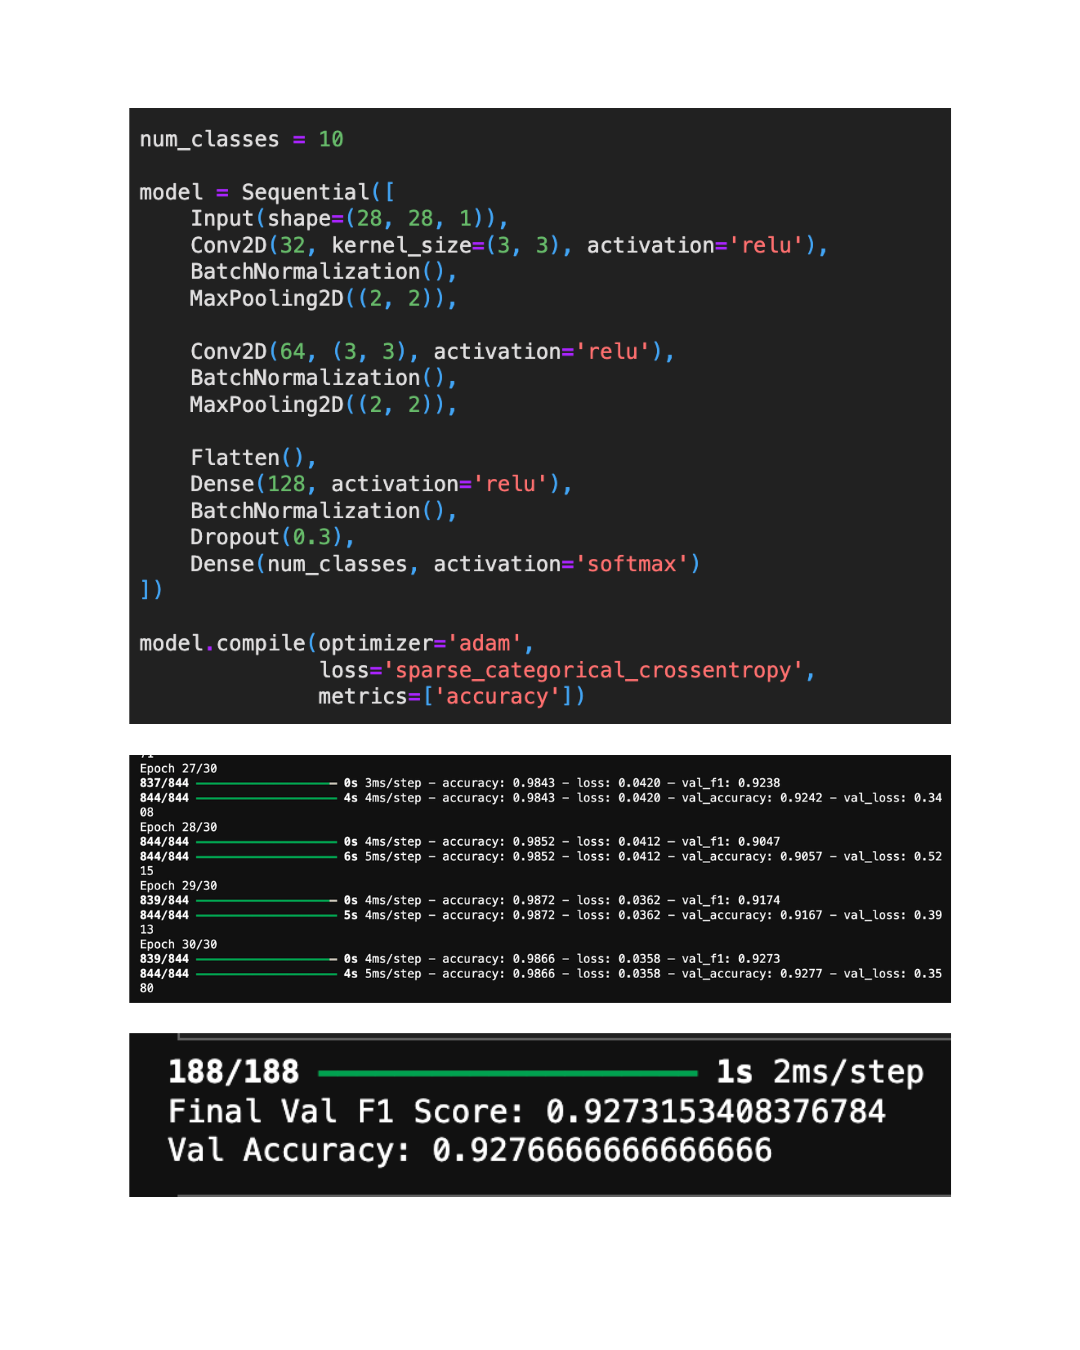 num_classes = 10
model = Sequential([
Input(shape=(28, 28, 1)),
Conv2D(32, kernel_size=(3, 3), activation='relu'),
BatchNormalization(),
MaxPooling2D((2, 2)),
Conv2D(64, (3, 3), activation='relu'),
BatchNormalization(),
MaxPooling2D((2, 2)),
Flatten(),
Dense(128, activation='relu'),
BatchNormalization(),
Dropout(0.3),
Dense(num_classes, activation='softmax')
])
model.compile(optimizer='adam',
loss='sparse_categorical_crossentropy',
metrics=['accuracy'])
Epoch 27/30
837/844 0s 3ms/step - accuracy: 0.9843 - loss: 0.0420 - val_f1: 0.9238
844/844 4s 4ms/step - accuracy: 0.9843 - loss: 0.0420 - val_accuracy: 0.9242 - val_loss: 0.34
08
Epoch 28/30
844/844 0s 4ms/step - accuracy: 0.9852 - loss: 0.0412 - val_f1: 0.9047
844/844 6s 5ms/step - accuracy: 0.9852 - loss: 0.0412 - val_accuracy: 0.9057 - val_loss: 0.52
15
Epoch 29/30
839/844 0s 4ms/step - accuracy: 0.9872 - loss: 0.0362 - val_f1: 0.9174
844/844 5s 4ms/step - accuracy: 0.9872 - loss: 0.0362 - val_accuracy: 0.9167 - val_loss: 0.39
13
Epoch 30/30
839/844 0s 4ms/step - accuracy: 0.9866 - loss: 0.0358 - val_f1: 0.9273
844/844 4s 5ms/step - accuracy: 0.9866 - loss: 0.0358 - val_accuracy: 0.9277 - val_loss: 0.35
80
188/188 1s 2ms/step
Final Val F1 Score: 0.9273153408376784
Val Accuracy: 0.9276666666666666